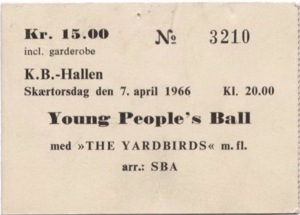 Kr. 15.00 № 3210
incl. garderobe
K.B.-Hallen
Skærtorsdag den 7. april 1966 Kl. 20.00
Young People's Ball
med »THE YARDBIRDS« m. fl.
arr.: SBA